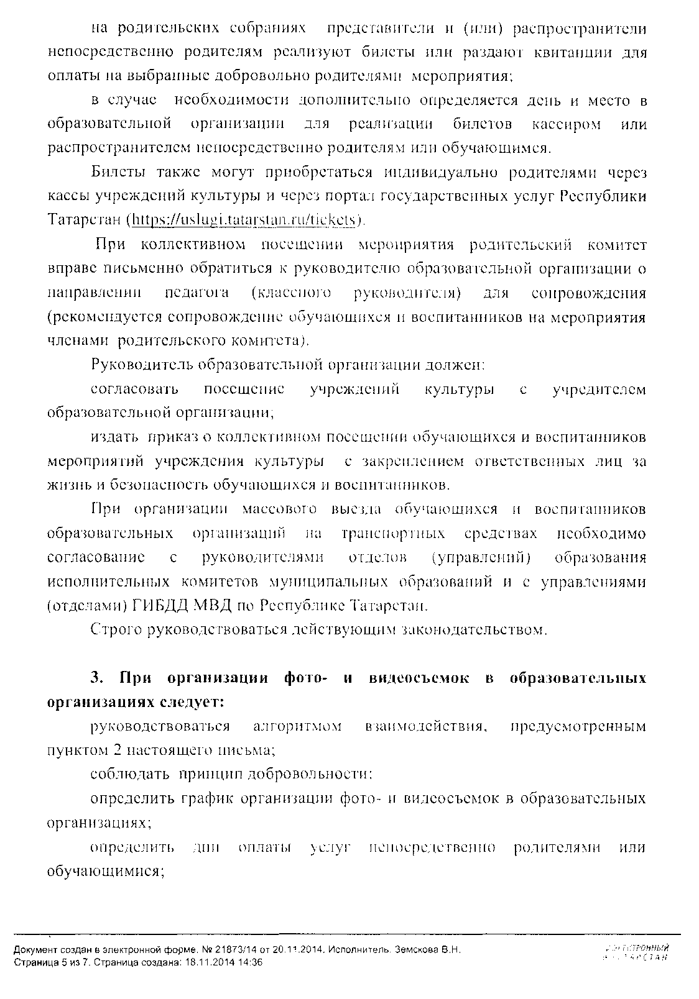 на родительских собраниях представители и (или) распространители
непосредственно родителям реализуют билеты или раздают квитанции для
оплаты на выбранные добровольно родителями мероприятия;
в случае необходимости дополнительно определяется день и место в
образовательной организации для реализации билетов кассиром или
распространителем непосредственно родителям или обучающимся.
Билеты также могут приобретаться индивидуально родителями через
кассы учреждений культуры и через портал государственных услуг Республики
Татарстан (https://uslugi.tatarstan.ru/tickets).
При коллективном посещении мероприятия родительский комитет
вправе письменно обратиться к руководителю образовательной организации о
направлении педагога (классного руководителя) для сопровождения
(рекомендуется сопровождение обучающихся и воспитанников на мероприятия
членами родительского комитета).
Руководитель образовательной организации должен:
согласовать посещение учреждений культуры с учредителем
образовательной организации;
издать приказ о коллективном посещении обучающихся и воспитанников
мероприятий учреждения культуры с закреплением ответственных лиц за
жизнь и безопасность обучающихся и воспитанников.
При организации массового выезда обучающихся и воспитанников
образовательных организаций на транспортных средствах необходимо
согласование с руководителями отделов (управлений) образования
исполнительных комитетов муниципальных образований и с управлениями
(отделами) ГИБДД МВД по Республике Татарстан.
Строго руководствоваться действующим законодательством.
3. При организации фото- и видеосъемок в образовательных
организациях следует:
руководствоваться алгоритмом взаимодействия, предусмотренным
пунктом 2 настоящего письма;
соблюдать принцип добровольности;
определить график организации фото- и видеосъемок в образовательных
организациях;
определить дни оплаты услуг непосредственно родителями или
обучающимися;
Документ создан в электронной форме. № 21873/14 от 20.11.2014. Исполнитель. Земскова В.Н.
Страница 5 из 7. Страница создана: 18.11.2014 14:36
ЭЛЕКТРОННЫЙ
ТАТАРСТАН